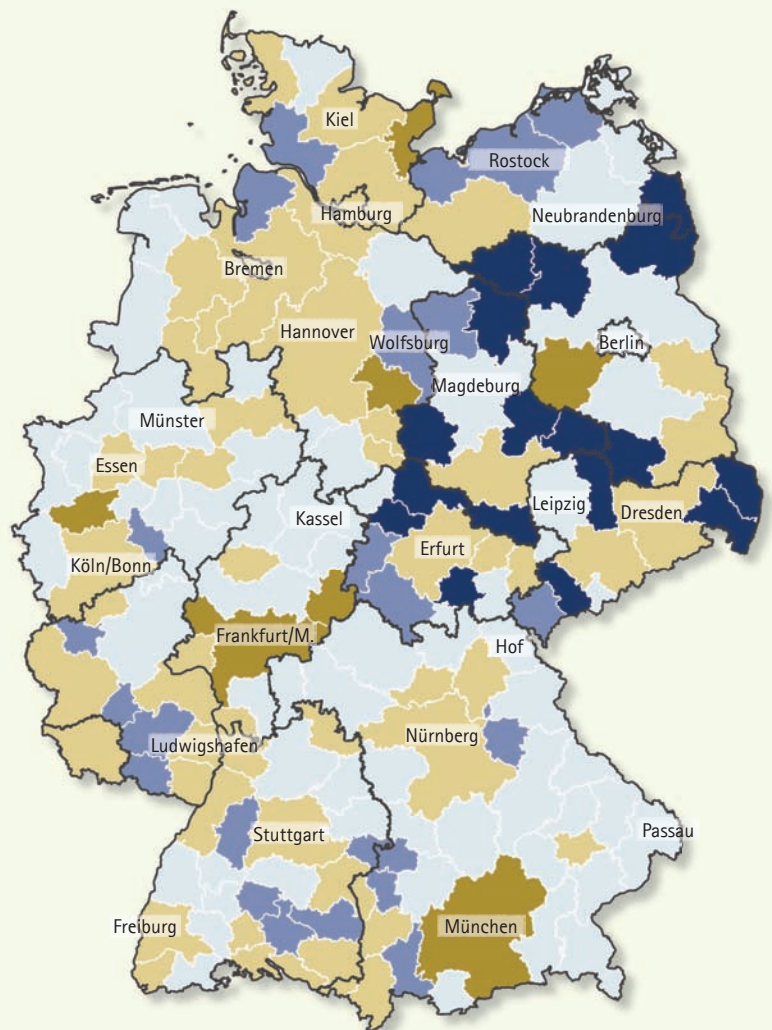 Kiel
Rostock
Hamburg
Neubrandenburg
Bremen
Hannover
Wolfsburg
Berlin
Magdeburg
Münster
Essen
Leipzig
Kassel
Dresden
Erfurt
Köln/Bonn
Frankfurt/M.
Hof
Nürnberg
Ludwigshafen
Stuttgart
Passau
Freiburg
München